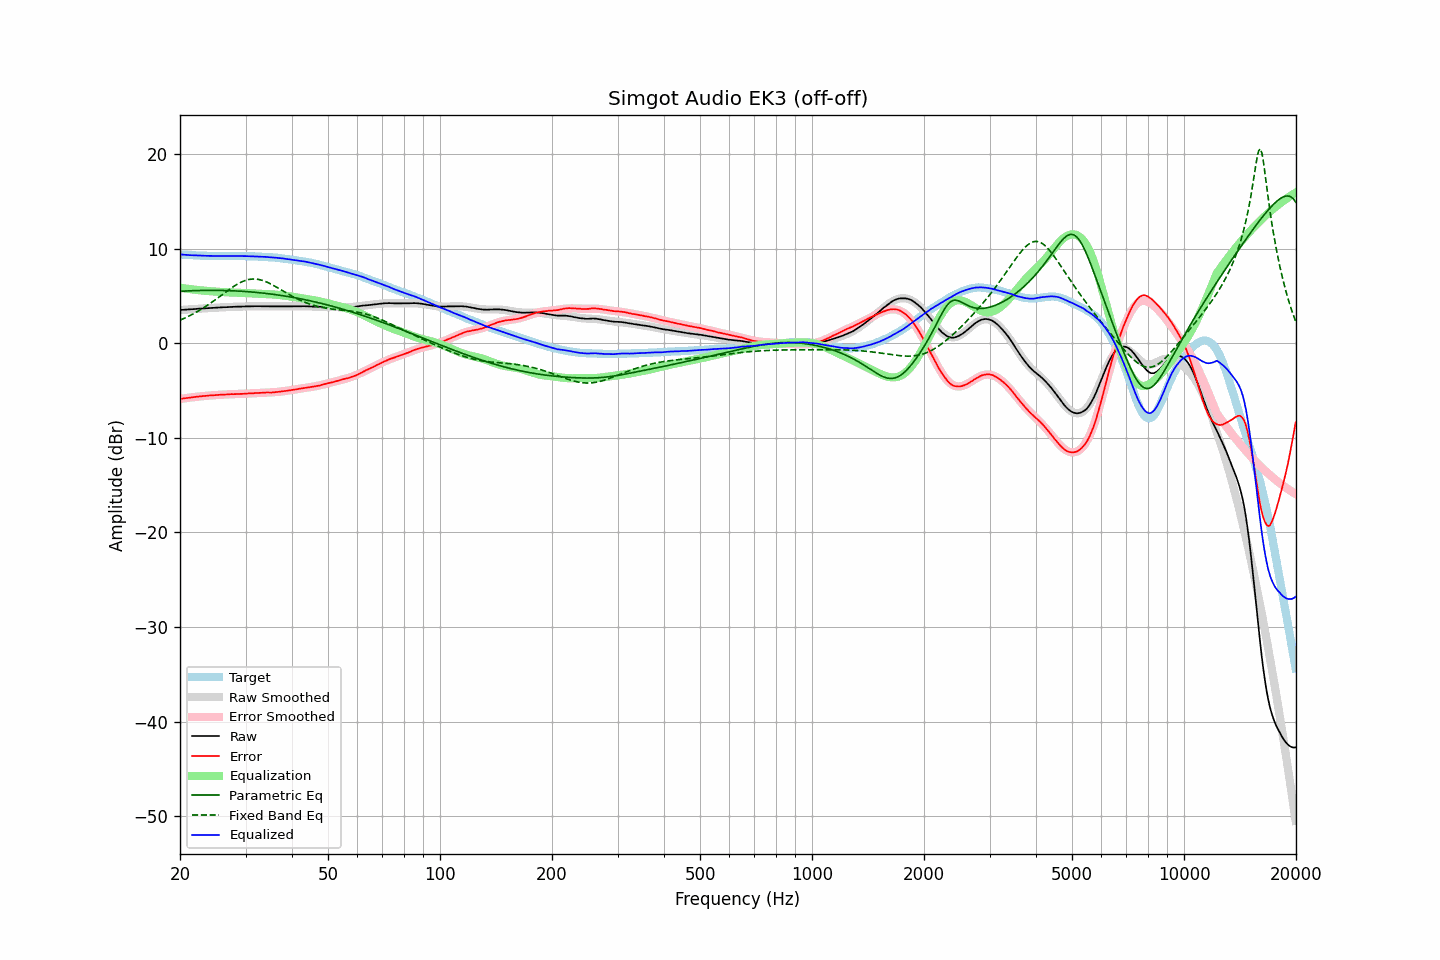 Simgot Audio EK3 (off-off)
20
10
0
−10
−20
−30
−40
−50
Amplitude (dBr)
Target
Raw Smoothed
Error Smoothed
Raw
Error
Equalization
Parametric Eq
Fixed Band Eq
Equalized
20 50 100 200 500 1000 2000 5000 10000 20000
Frequency (Hz)